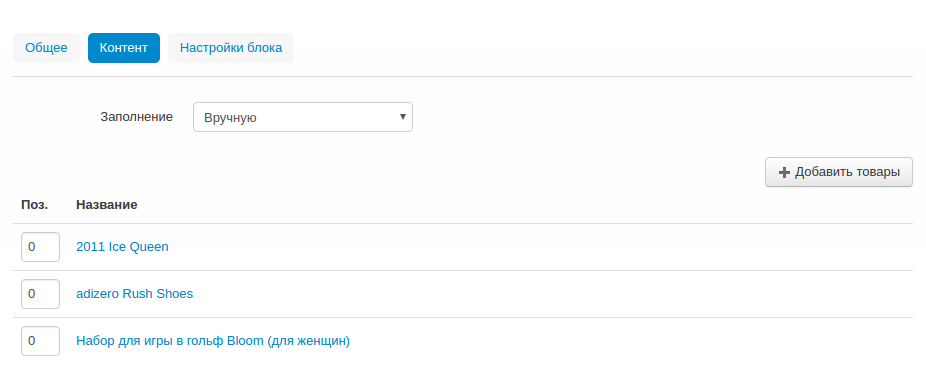 Общее Контент Настройки блока
Заполнение Вручную
Добавить товары
Поз. Название
0 2011 Ice Queen
0 adizero Rush Shoes
0 Набор для игры в гольф Bloom (для женщин)